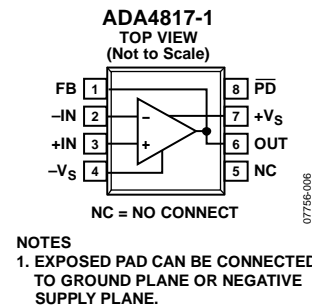 ADA4817-1
TOP VIEW
(Not to Scale)
FB 1
–IN 2
+IN 3
–VS 4
8 PD
7 +VS
6 OUT
5 NC
NC = NO CONNECT
07756-006
NOTES
1. EXPOSED PAD CAN BE CONNECTED
TO GROUND PLANE OR NEGATIVE
SUPPLY PLANE.